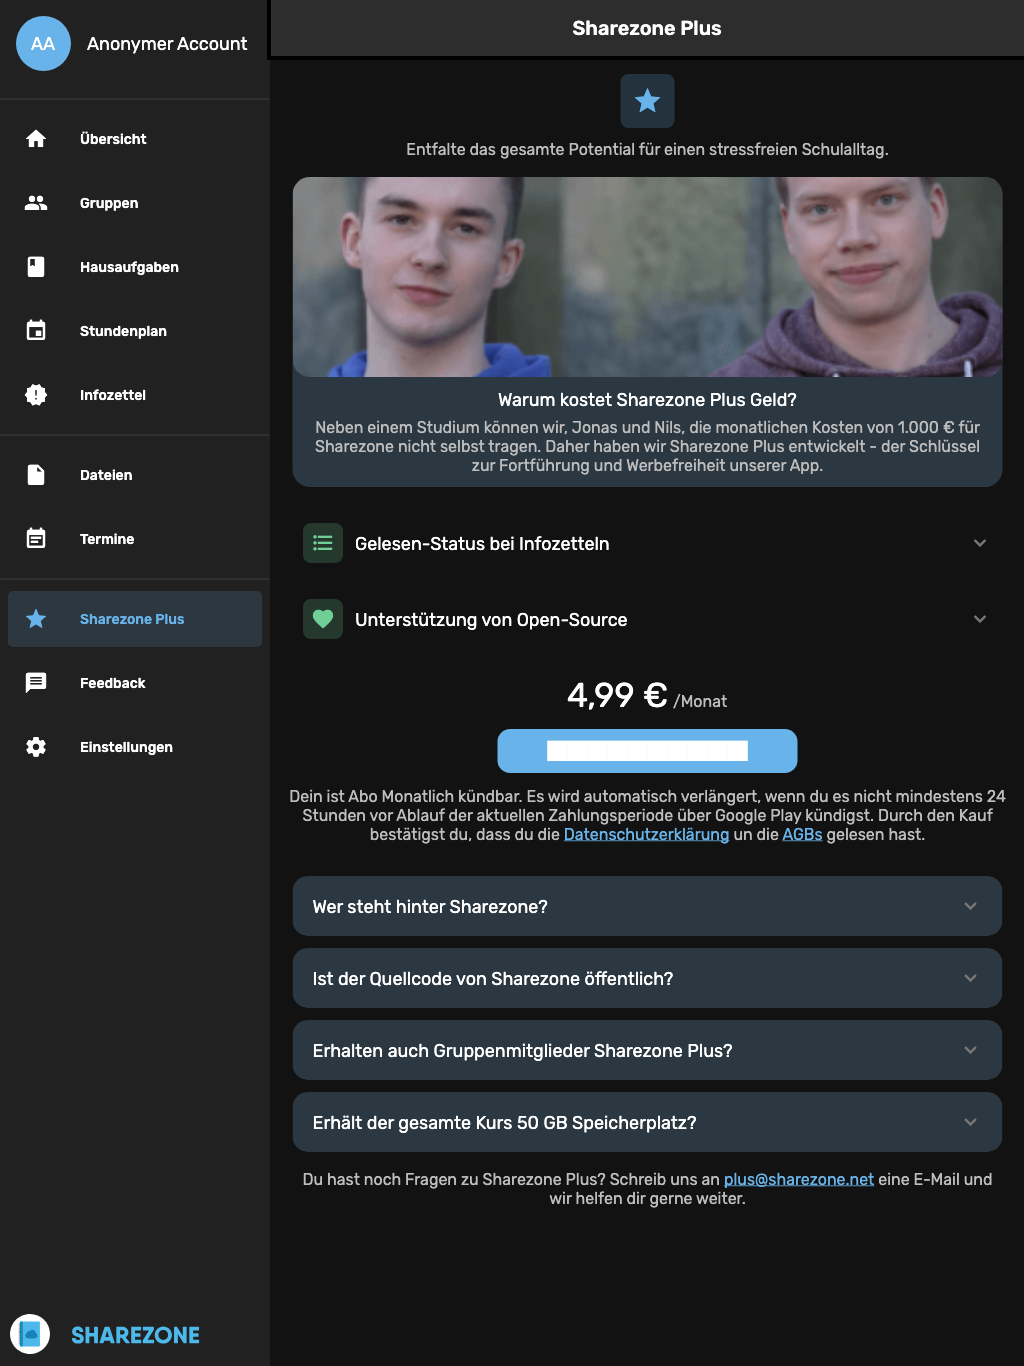 AA
Anonymer Account
Übersicht
Gruppen
Hausaufgaben
Stundenplan
Infozettel
Dateien
Termine
Sharezone Plus
Feedback
Einstellungen
SHAREZONE
Sharezone Plus
Entfalte das gesamte Potential für einen stressfreien Schulalltag.
Warum kostet Sharezone Plus Geld?
Neben einem Studium können wir, Jonas und Nils, die monatlichen Kosten von 1.000 € für
Sharezone nicht selbst tragen. Daher haben wir Sharezone Plus entwickelt - der Schlüssel
zur Fortführung und Werbefreiheit unserer App.
Gelesen-Status bei Infozetteln
Unterstützung von Open-Source
4,99 € /Monat
Dein ist Abo Monatlich kündbar. Es wird automatisch verlängert, wenn du es nicht mindestens 24
Stunden vor Ablauf der aktuellen Zahlungsperiode über Google Play kündigst. Durch den Kauf
bestätigst du, dass du die Datenschutzerklärung un die AGBs gelesen hast.
Wer steht hinter Sharezone?
Ist der Quellcode von Sharezone öffentlich?
Erhalten auch Gruppenmitglieder Sharezone Plus?
Erhält der gesamte Kurs 50 GB Speicherplatz?
Du hast noch Fragen zu Sharezone Plus? Schreib uns an plus@sharezone.net eine E-Mail und
wir helfen dir gerne weiter.